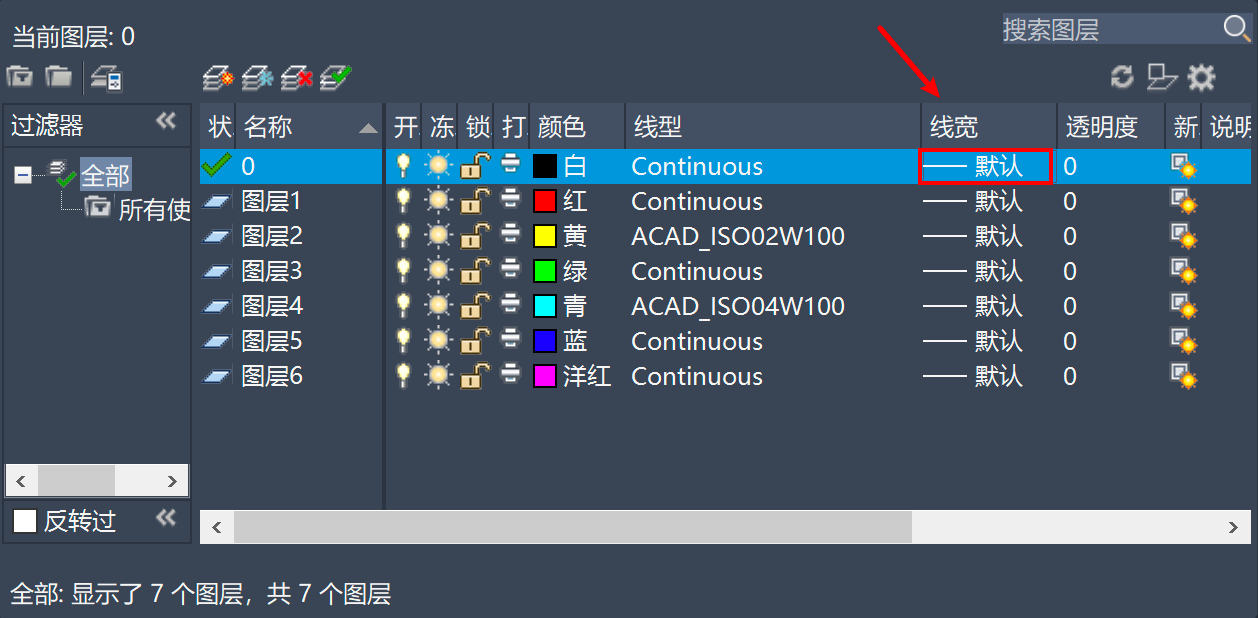 当前图层: 0
搜索图层
过滤器
全部
所有使
反转过
状 名称 开 冻 锁 打 颜色 线型 线宽 透明度 新 说明
0 白 Continuous 默认 0
图层1 红 Continuous 默认 0
图层2 黄 ACAD_ISO02W100 默认 0
图层3 绿 Continuous 默认 0
图层4 青 ACAD_ISO04W100 默认 0
图层5 蓝 Continuous 默认 0
图层6 洋红 Continuous 默认 0
全部: 显示了 7 个图层，共 7 个图层